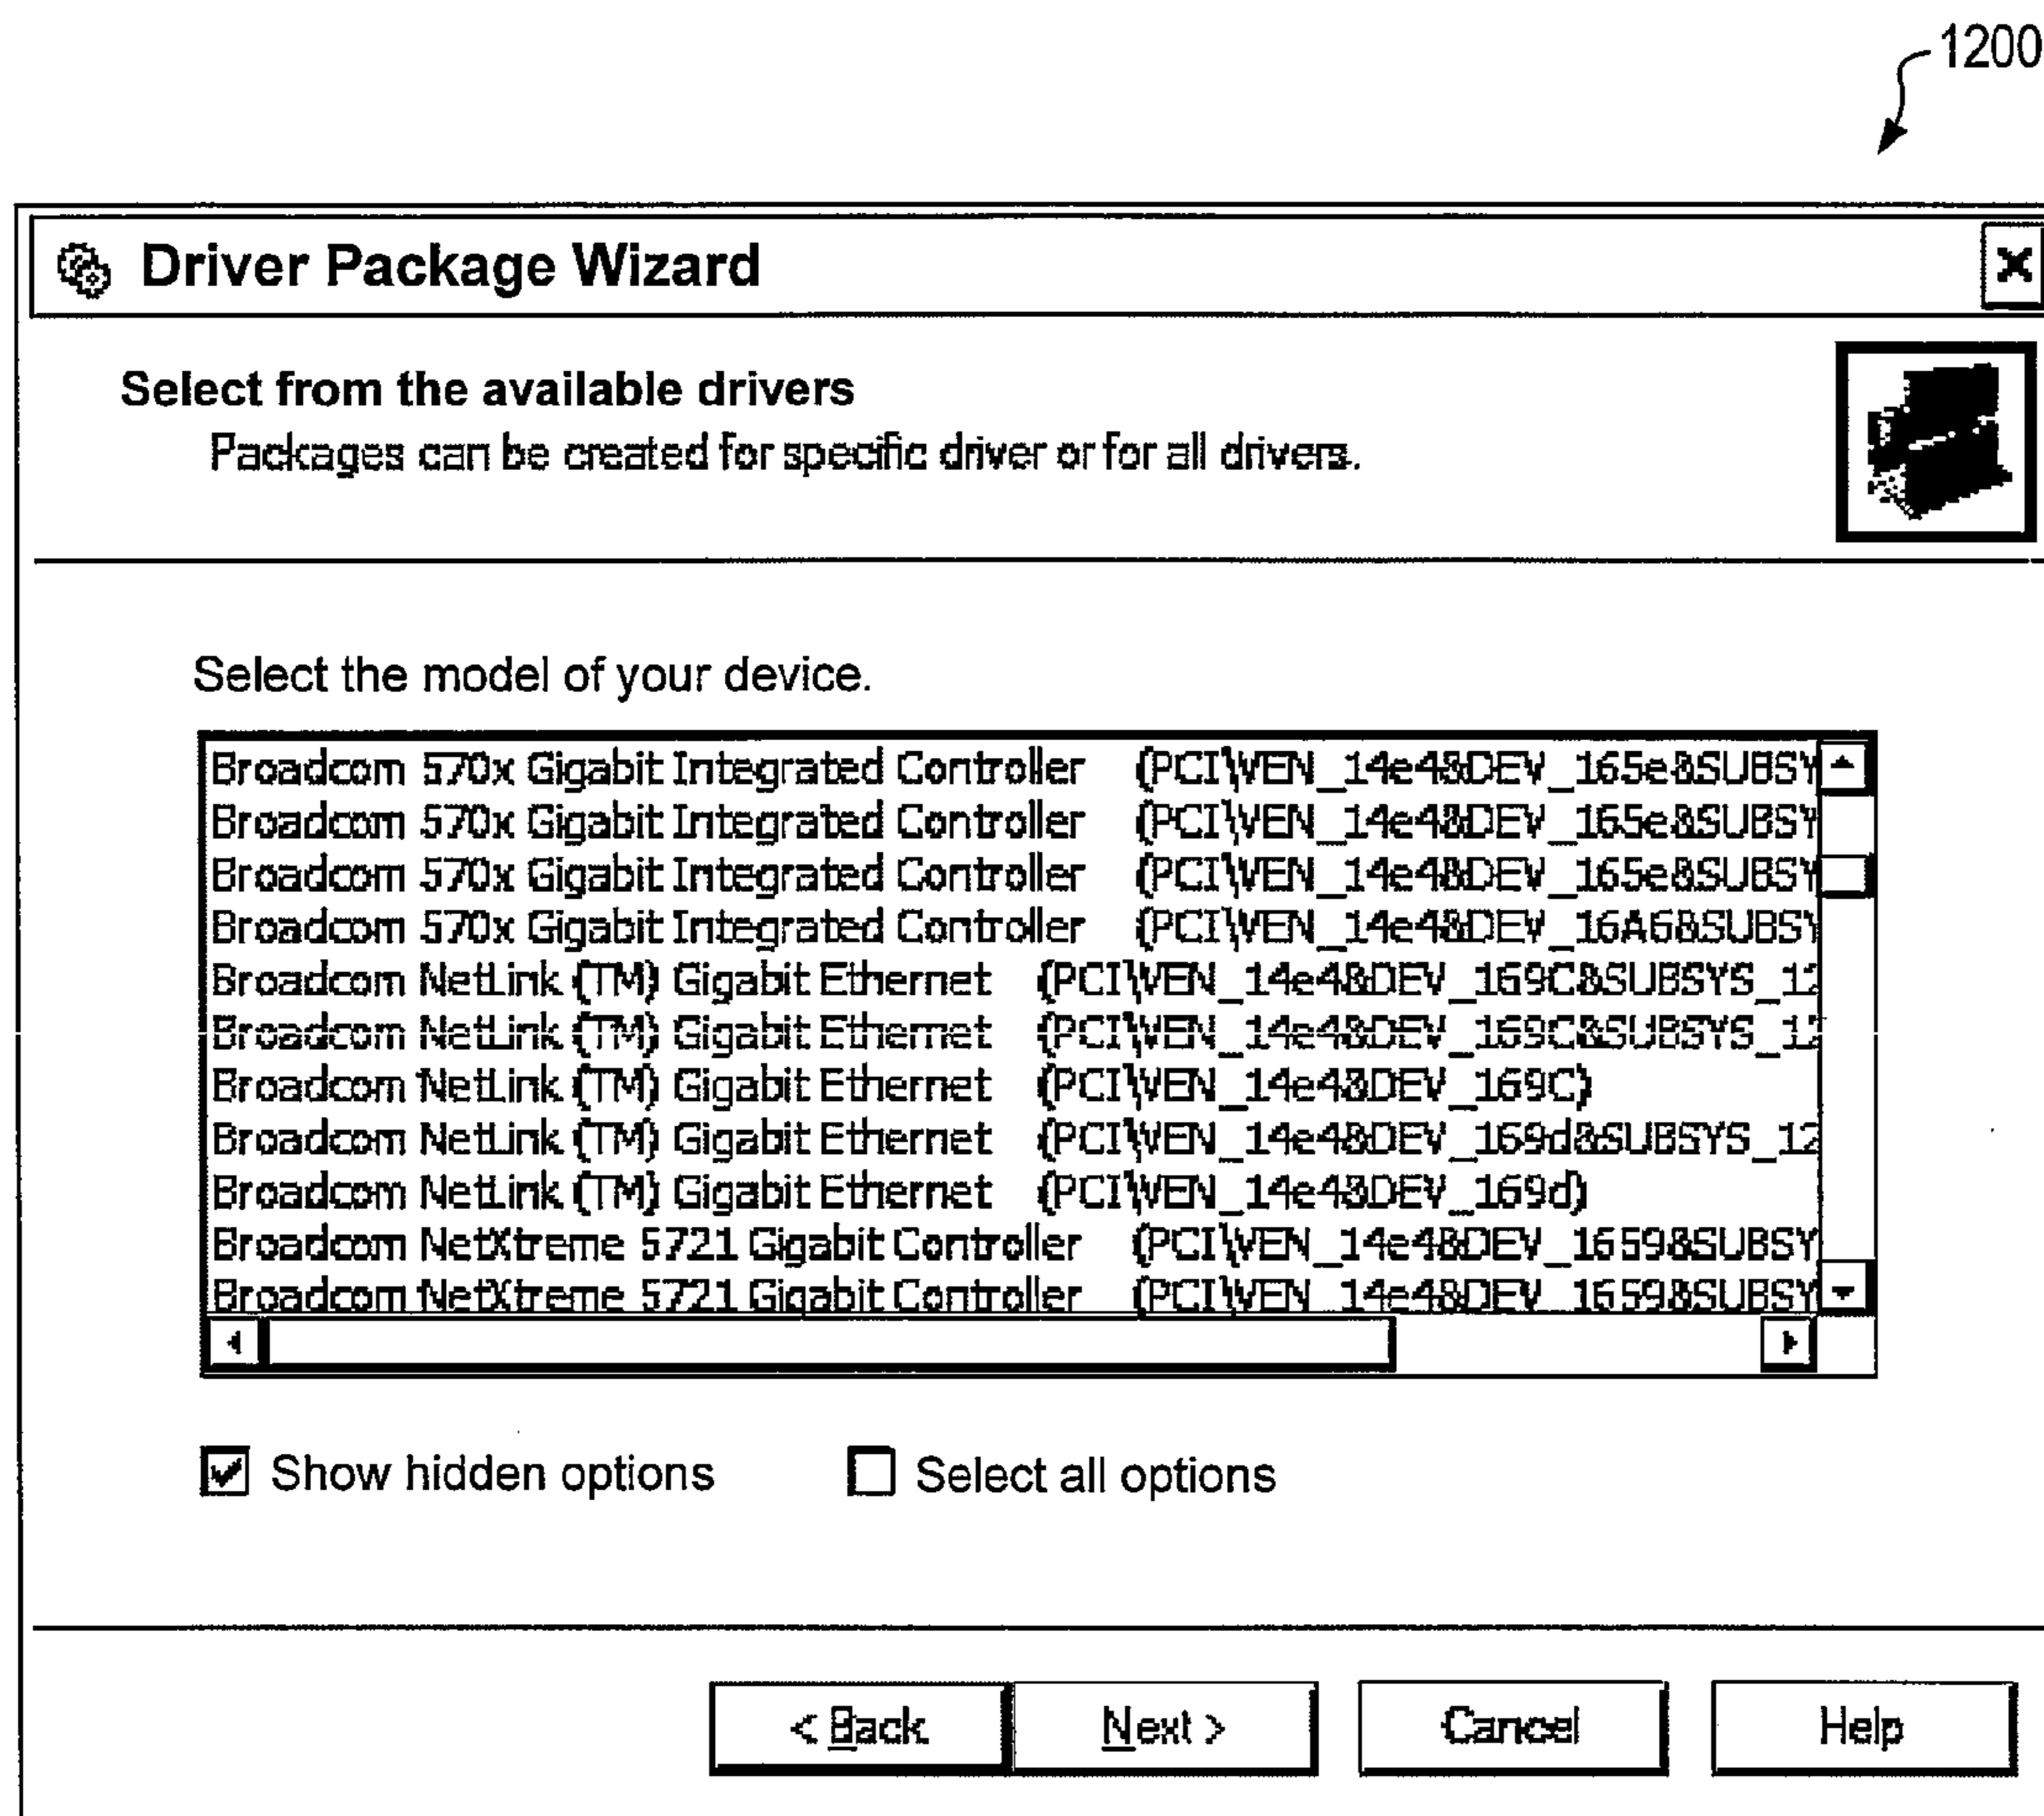 1200
Driver Package Wizard
Select from the available drivers
Packages can be created for specific driver or for all drivers.
Select the model of your device.
Broadcom 570x Gigabit Integrated Controller (PCI\VEN_14e4&DEV_165e&SUBSY
Broadcom 570x Gigabit Integrated Controller (PCI\VEN_14e4&DEV_165e&SUBSY
Broadcom 570x Gigabit Integrated Controller (PCI\VEN_14e4&DEV_165e&SUBSY
Broadcom 570x Gigabit Integrated Controller (PCI\VEN_14e4&DEV_16A6&SUBSY
Broadcom NetLink (TM) Gigabit Ethernet (PCI\VEN_14e4&DEV_169C&SUBSYS_12
Broadcom NetLink (TM) Gigabit Ethernet (PCI\VEN_14e4&DEV_169C&SUBSYS_12
Broadcom NetLink (TM) Gigabit Ethernet (PCI\VEN_14e4&DEV_169C)
Broadcom NetLink (TM) Gigabit Ethernet (PCI\VEN_14e4&DEV_169d&SUBSYS_12
Broadcom NetLink (TM) Gigabit Ethernet (PCI\VEN_14e4&DEV_169d)
Broadcom NetXtreme 5721 Gigabit Controller (PCI\VEN_14e4&DEV_1659&SUBSY
Broadcom NetXtreme 5721 Gigabit Controller (PCI\VEN_14e4&DEV_1659&SUBSY
Show hidden options Select all options
< Back Next > Cancel Help